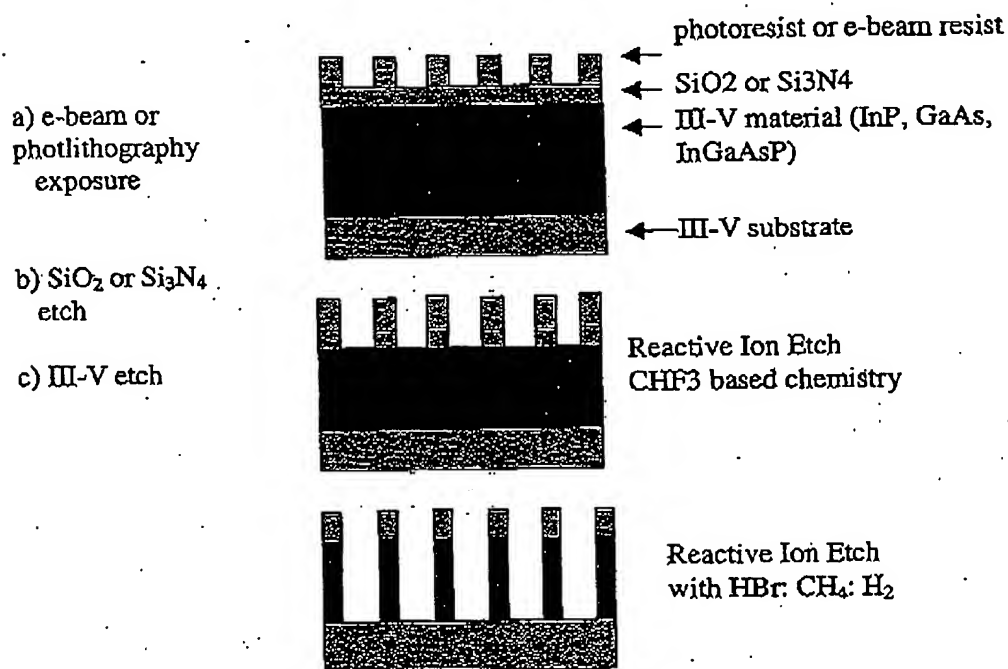 photoresist or e-beam resist
SiO2 or Si3N4
a) e-beam or
photlithography
exposure
III-V material (InP, GaAs,
InGaAsP)
III-V substrate
b) SiO₂ or Si₃N₄
etch
Reactive Ion Etch
CHF3 based chemistry
c) III-V etch
Reactive Ion Etch
with HBr: CH₄: H₂